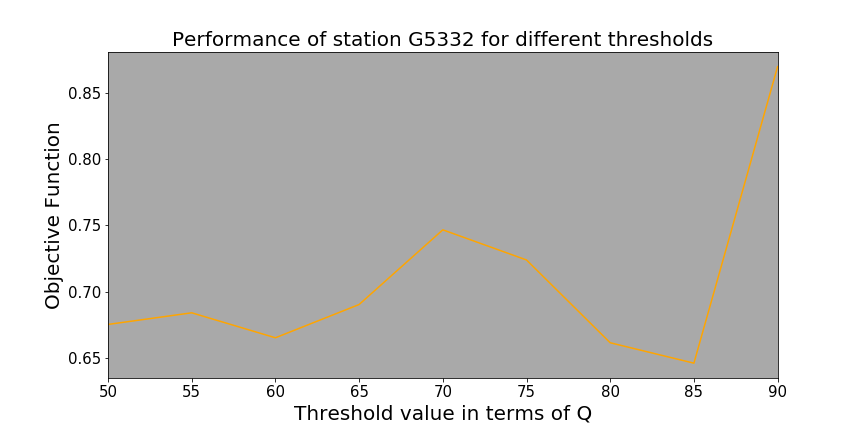 Performance of station G5332 for different thresholds
Objective Function
0.85
0.80
0.75
0.70
0.65
50 55 60 65 70 75 80 85 90
Threshold value in terms of Q